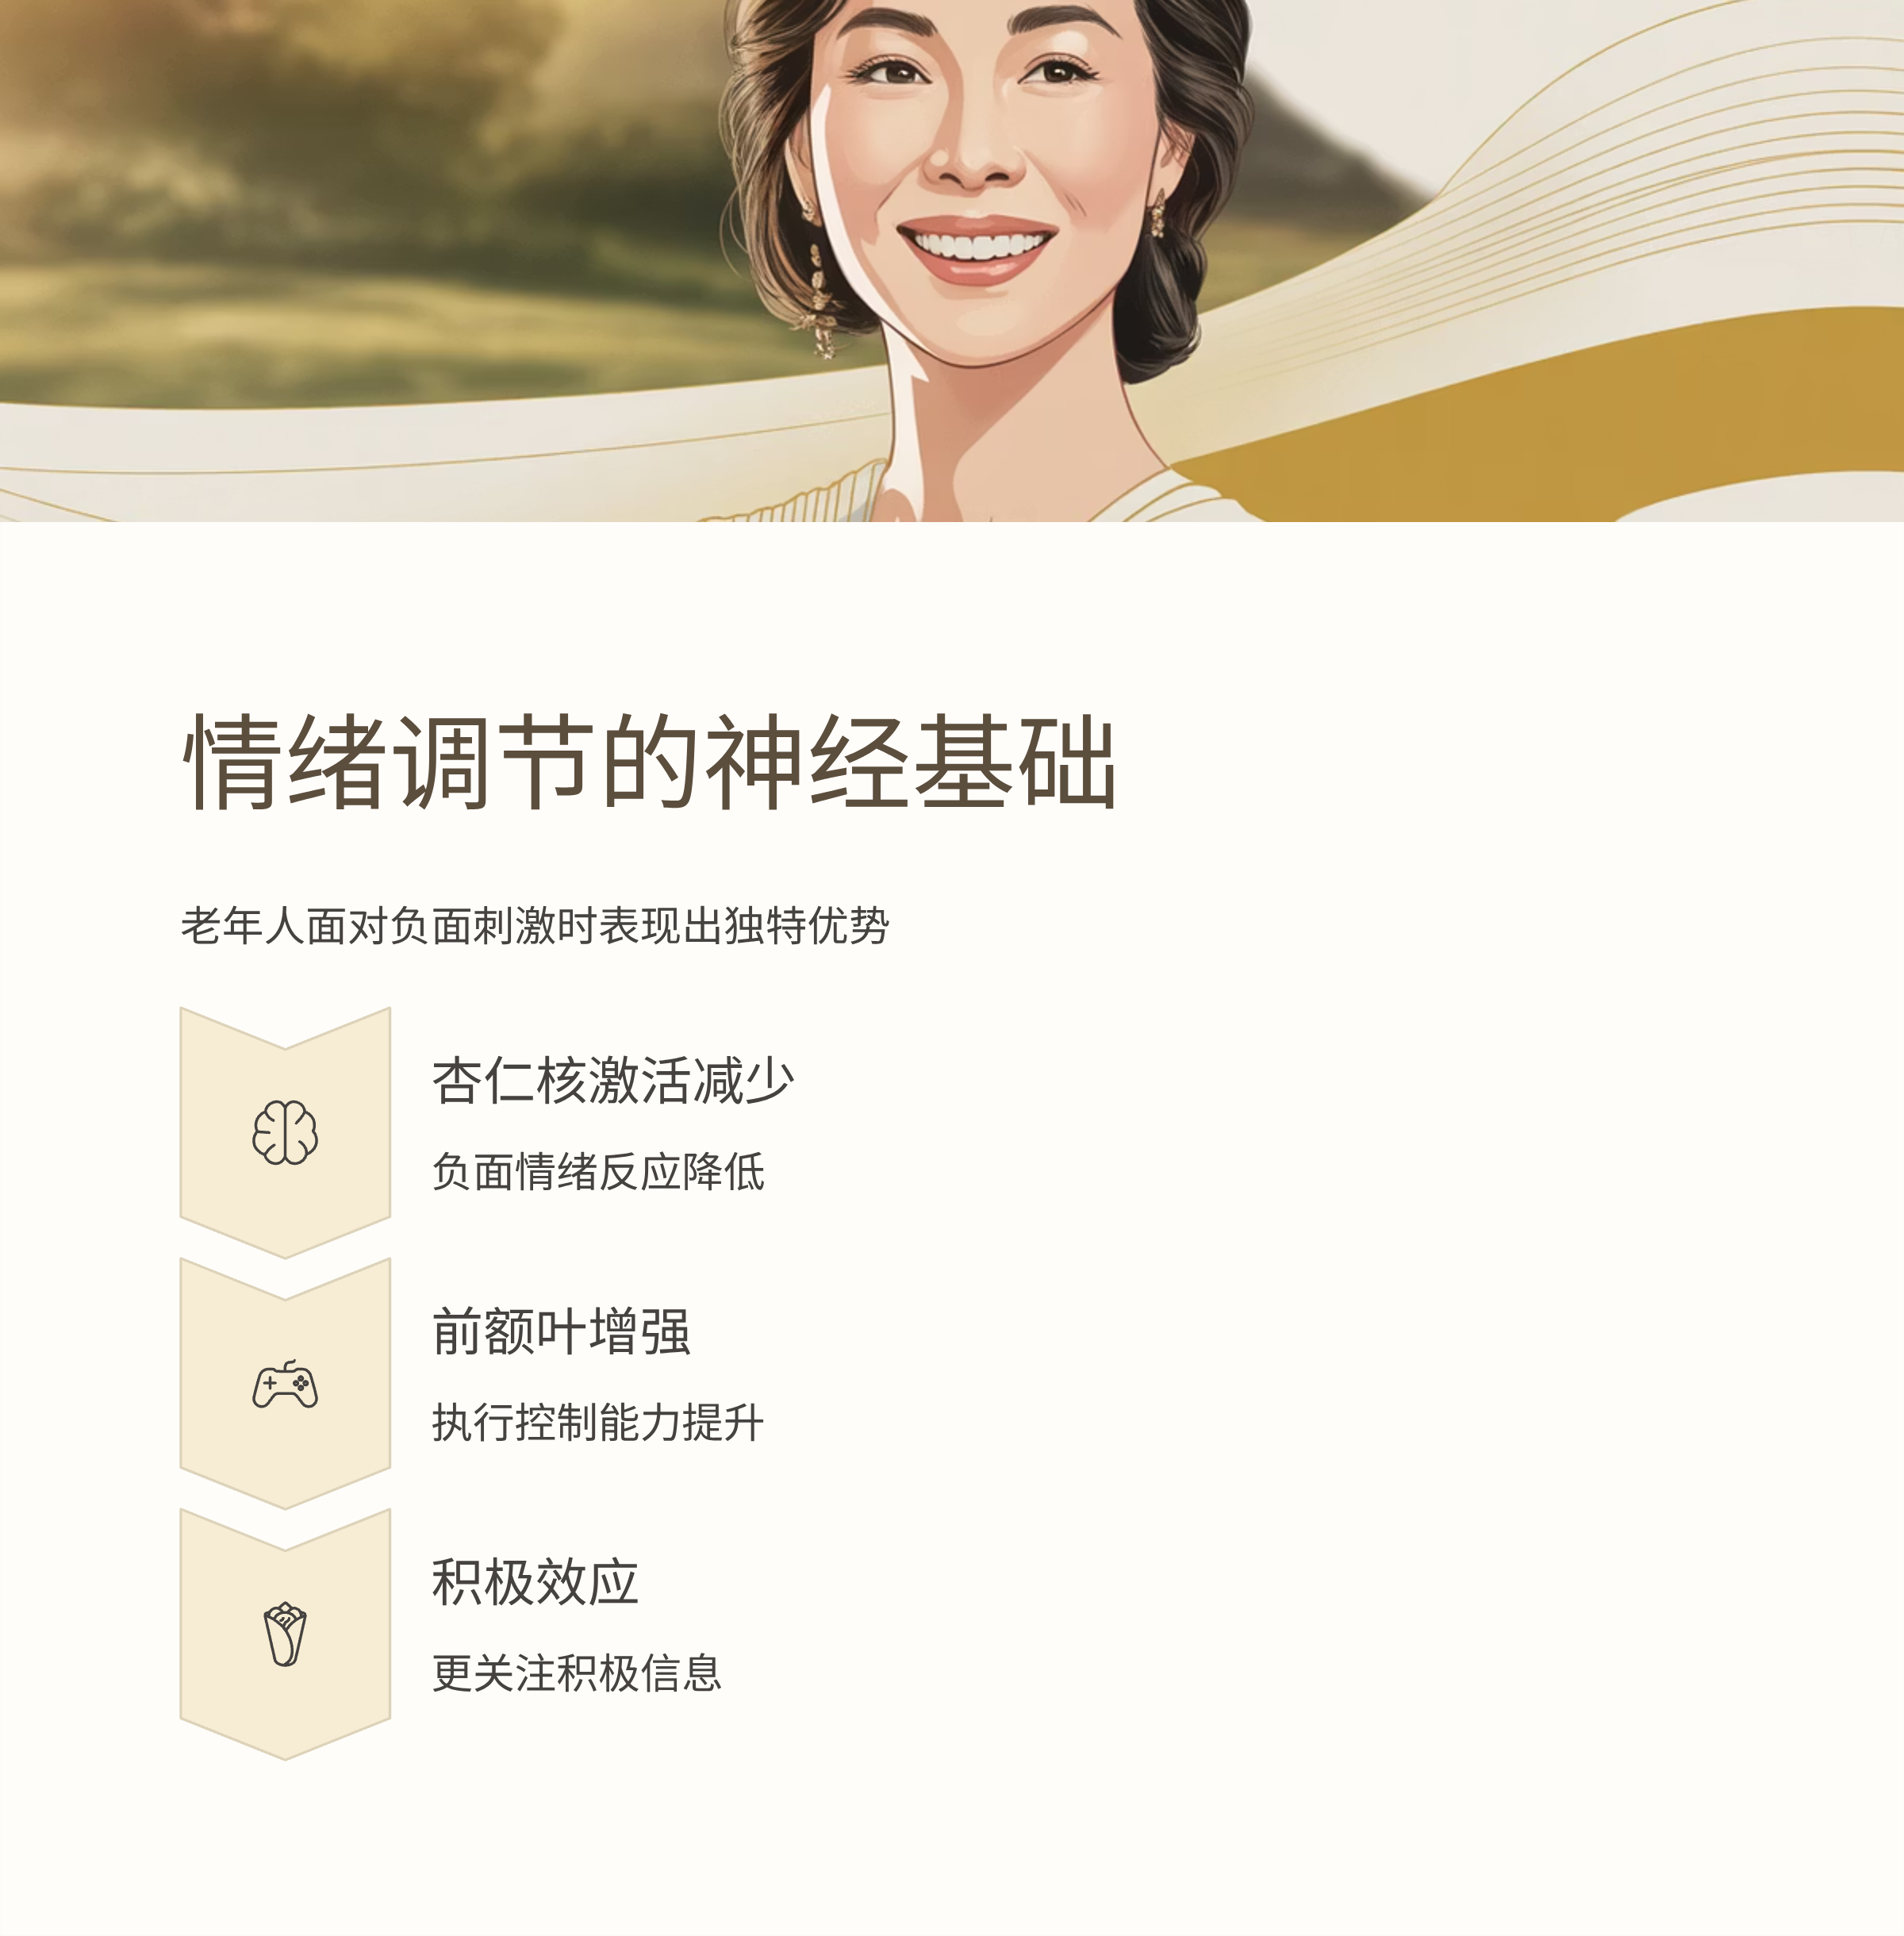 情绪调节的神经基础
老年人面对负面刺激时表现出独特优势
杏仁核激活减少
负面情绪反应降低
前额叶增强
执行控制能力提升
积极效应
更关注积极信息